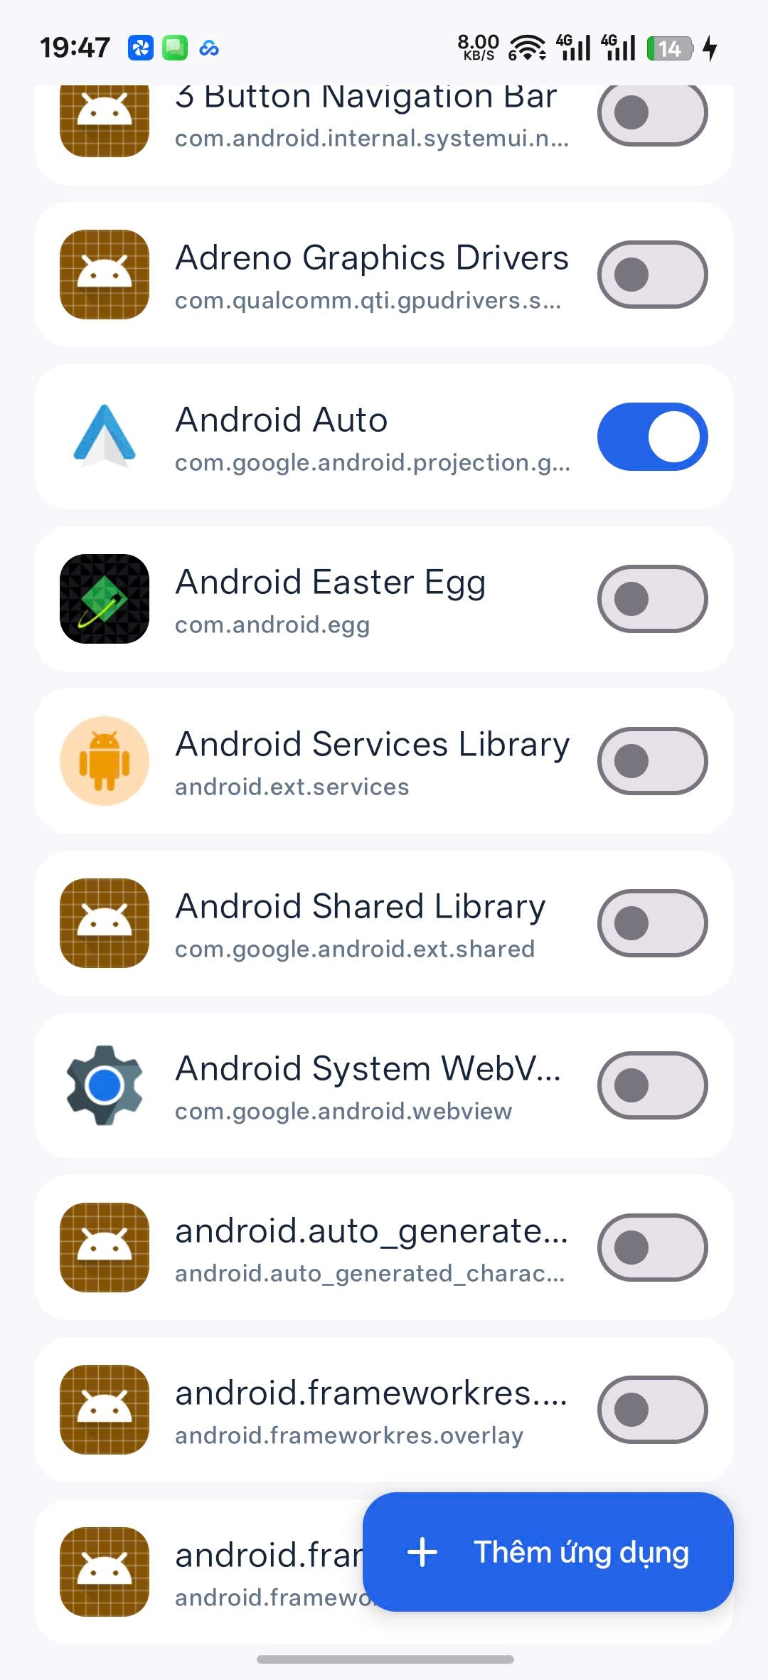 19:47
8.00
KB/S
6
4G
4G
14
3 Button Navigation Bar
com.android.internal.systemui.n...
Adreno Graphics Drivers
com.qualcomm.qti.gpudrivers.s...
Android Auto
com.google.android.projection.g...
Android Easter Egg
com.android.egg
Android Services Library
android.ext.services
Android Shared Library
com.google.android.ext.shared
Android System WebV...
com.google.android.webview
android.auto_generate...
android.auto_generated_charac...
android.frameworkres....
android.frameworkres.overlay
android.fran
android.framewo
Thêm ứng dụng